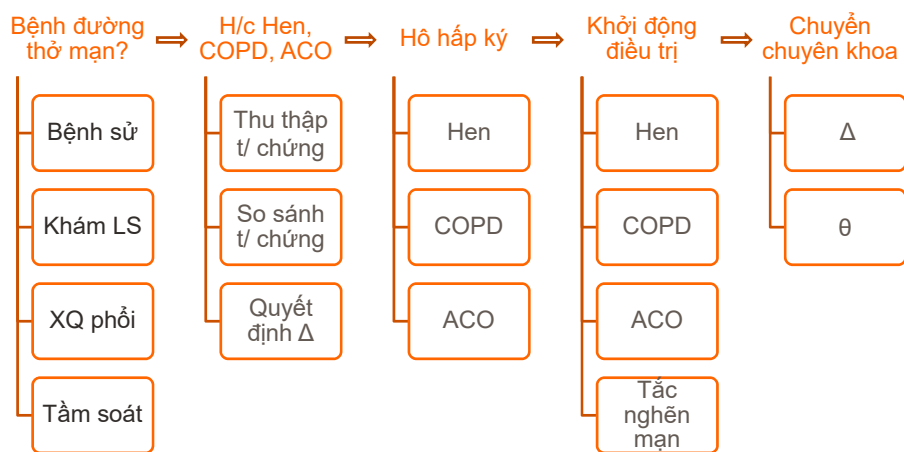 Bệnh đường
thở mạn?
H/c Hen,
COPD, ACO
Hô hấp ký
Khởi động
điều trị
Chuyển
chuyên khoa
Bệnh sử
Khám LS
XQ phổi
Tầm soát
Thu thập
t/ chứng
So sánh
t/ chứng
Quyết
định Δ
Hen
COPD
ACO
Hen
COPD
ACO
Tắc
nghẽn
mạn
Δ
θ